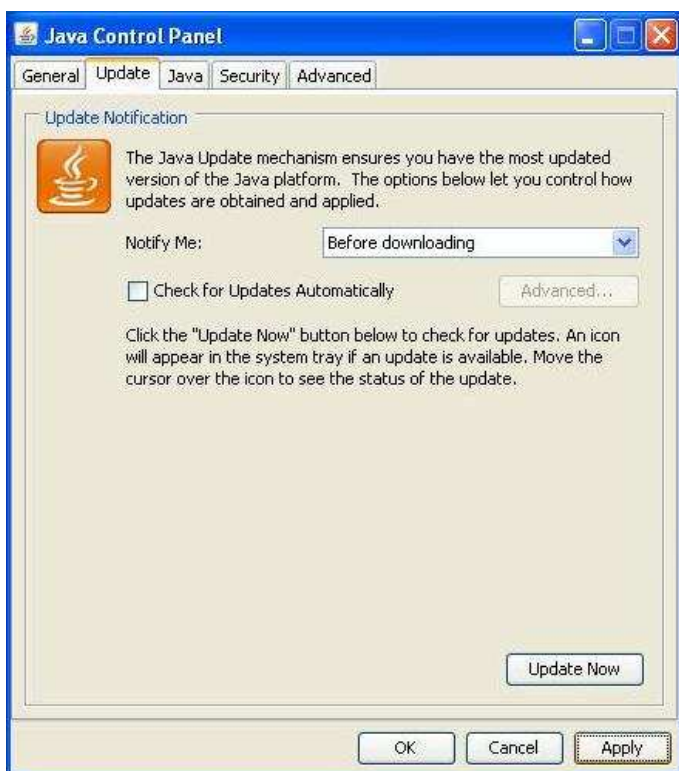 Java Control Panel
General Update Java Security Advanced
Update Notification
The Java Update mechanism ensures you have the most updated
version of the Java platform. The options below let you control how
updates are obtained and applied.
Notify Me: Before downloading
Check for Updates Automatically Advanced...
Click the "Update Now" button below to check for updates. An icon
will appear in the system tray if an update is available. Move the
cursor over the icon to see the status of the update.
Update Now
OK Cancel Apply